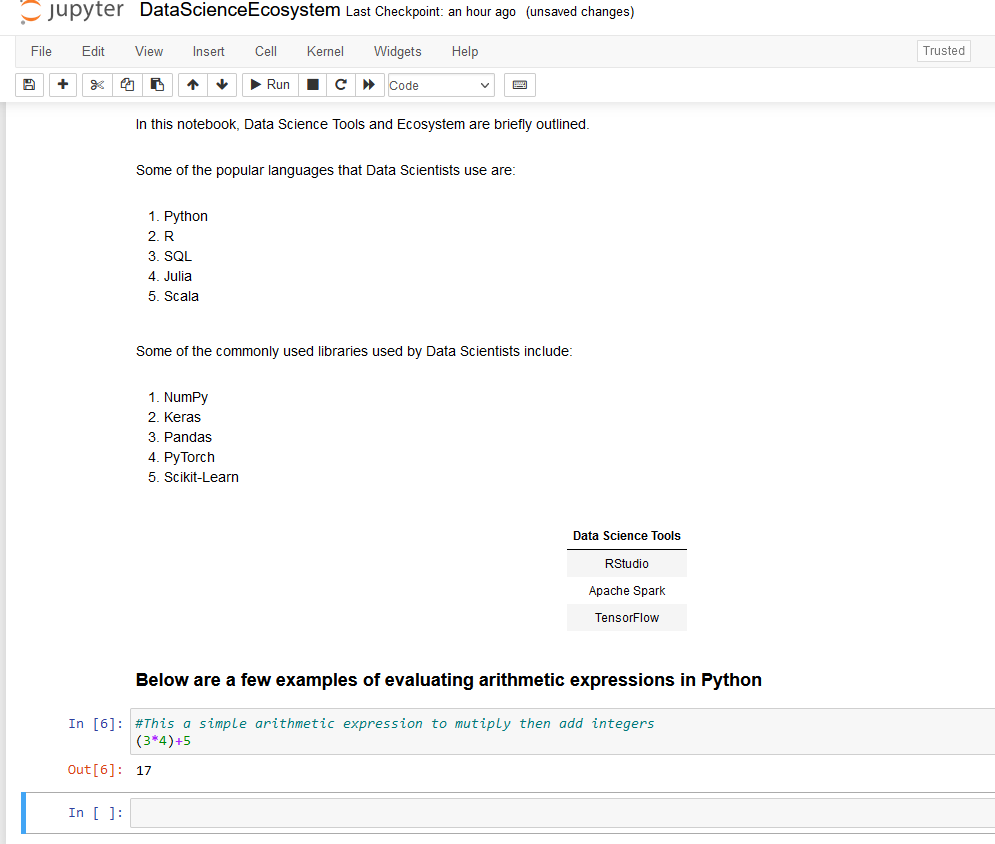 jupyter DataScienceEcosystem Last Checkpoint: an hour ago (unsaved changes)
File Edit View Insert Cell Kernel Widgets Help Trusted
Run Code
In this notebook, Data Science Tools and Ecosystem are briefly outlined.
Some of the popular languages that Data Scientists use are:
1. Python
2. R
3. SQL
4. Julia
5. Scala
Some of the commonly used libraries used by Data Scientists include:
1. NumPy
2. Keras
3. Pandas
4. PyTorch
5. Scikit-Learn
Data Science Tools
RStudio
Apache Spark
TensorFlow
Below are a few examples of evaluating arithmetic expressions in Python
In [6]: #This a simple arithmetic expression to mutiply then add integers
(3*4)+5
Out[6]: 17
In [ ]: